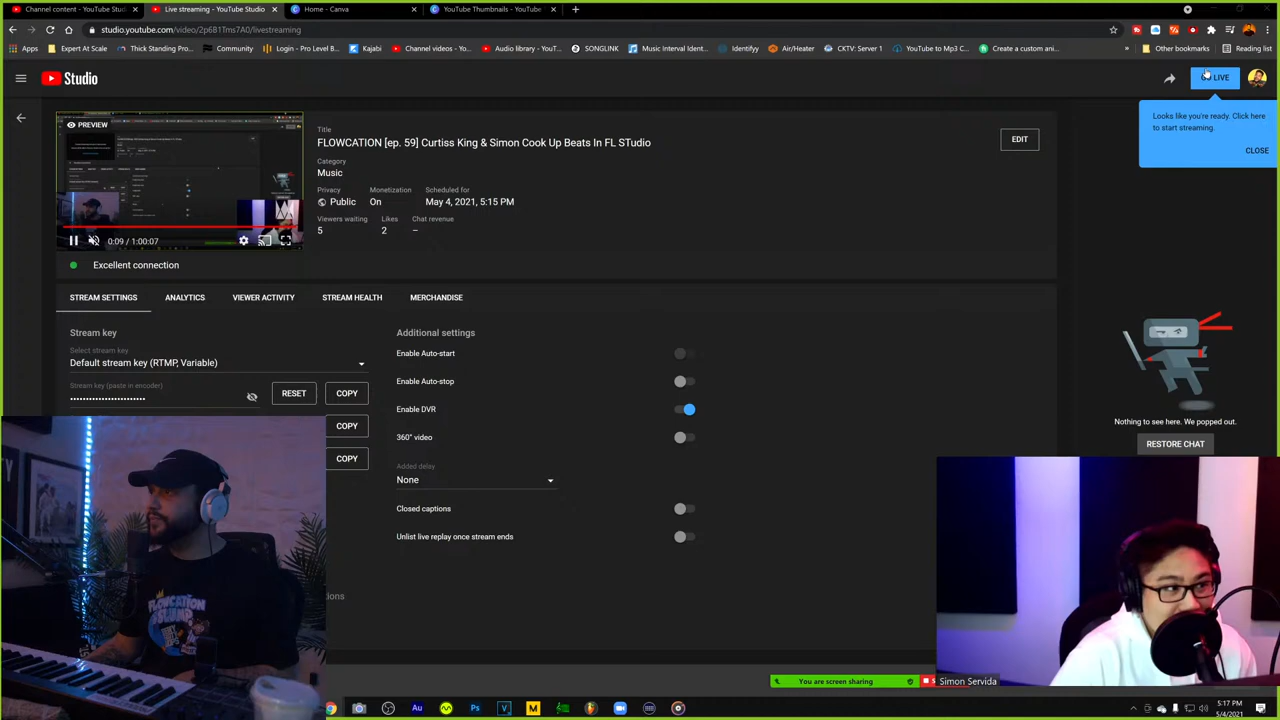 Channel content - YouTube Stud
Live streaming - YouTube Studio
Home - Canva
YouTube Thumbnails - YouTube
studio.youtube.com/video/2p6B1Tms7A0/livestreaming
Apps
Expert At Scale
Thick Standing Pro...
Community
Login - Pro Level B...
Kajabi
Channel videos - Yo...
Audio library - YouT...
SONGLINK
Music Interval Ident...
Identify
Air/Heater
CKTV: Server 1
YouTube to Mp3 C...
Create a custom ani...
»
Other bookmarks
Reading list
Studio
LIVE
Looks like you're ready. Click here
to start streaming.
CLOSE
PREVIEW
0:09 / 1:00:07
Title
FLOWCATION [ep. 59] Curtiss King & Simon Cook Up Beats In FL STudio
EDIT
Category
Music
Privacy Monetization Scheduled for
Public On May 4, 2021, 5:15 PM
Viewers waiting Likes Chat revenue
5 2 –
Excellent connection
STREAM SETTINGS ANALYTICS VIEWER ACTIVITY STREAM HEALTH MERCHANDISE
Stream key
Select stream key
Default stream key (RTMP, Variable)
Stream key (paste in encoder)
••••••••••••••••••••••••
RESET
COPY
COPY
COPY
Additional settings
Enable Auto-start
Enable Auto-stop
Enable DVR
360° video
Added delay
None
Closed captions
Unlist live replay once stream ends
Nothing to see here. We popped out.
RESTORE CHAT
FLOWCATION
You are screen sharing
Simon Servida
Au
Ps
V
M
5:17 PM
5/4/2021